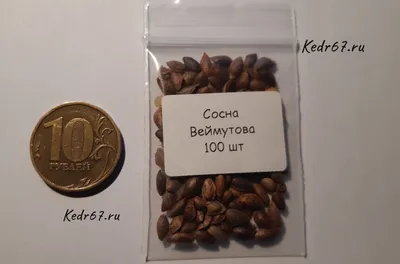 Kedr67.ru
Сосна
Веймутова
100 шт
10
РУБЛЕЙ
Kedr67.ru